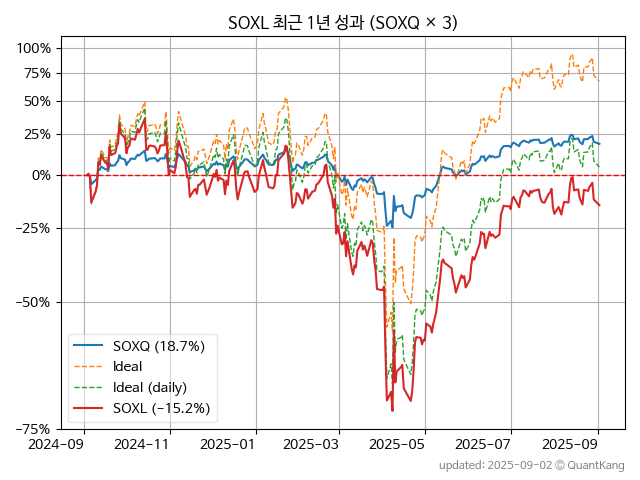 SOXL 최근 1년 성과 (SOXQ × 3)
100%
75%
50%
25%
0%
−25%
−50%
−75%
SOXQ (18.7%)
Ideal
Ideal (daily)
SOXL (−15.2%)
2024-09 2024-11 2025-01 2025-03 2025-05 2025-07 2025-09
updated: 2025-09-02 © QuantKang